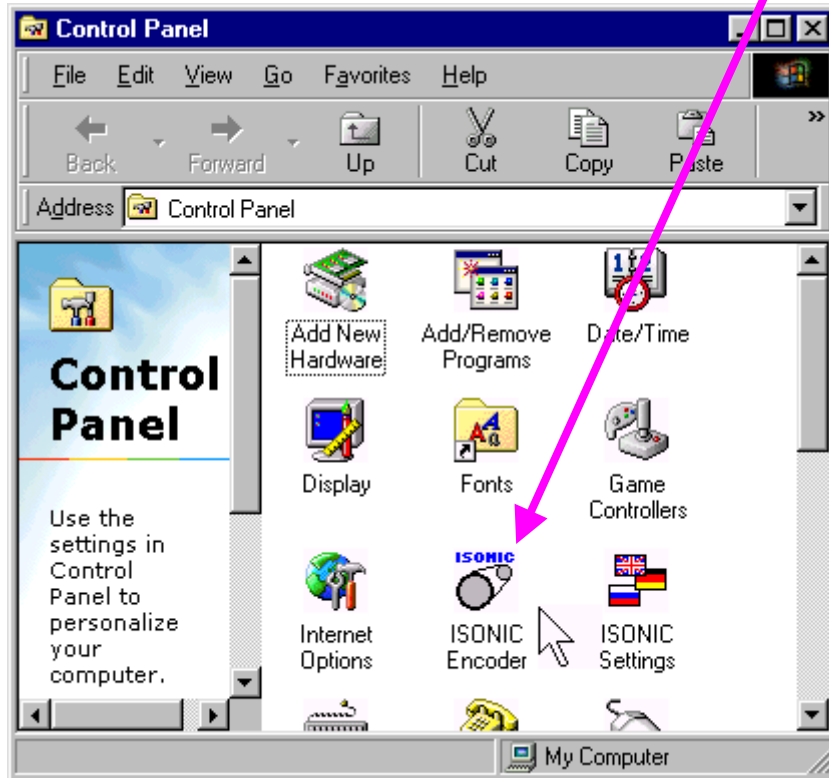 Control Panel
File Edit View Go Favorites Help
Back Forward Up Cut Copy Paste »
Address Control Panel
Control
Panel
Use the
settings in
Control
Panel to
personalize
your
computer.
Add New
Hardware
Add/Remove
Programs
Date/Time
Display
Fonts
Game
Controllers
Internet
Options
ISONIC
ISONIC
Encoder
ISONIC
Settings
My Computer